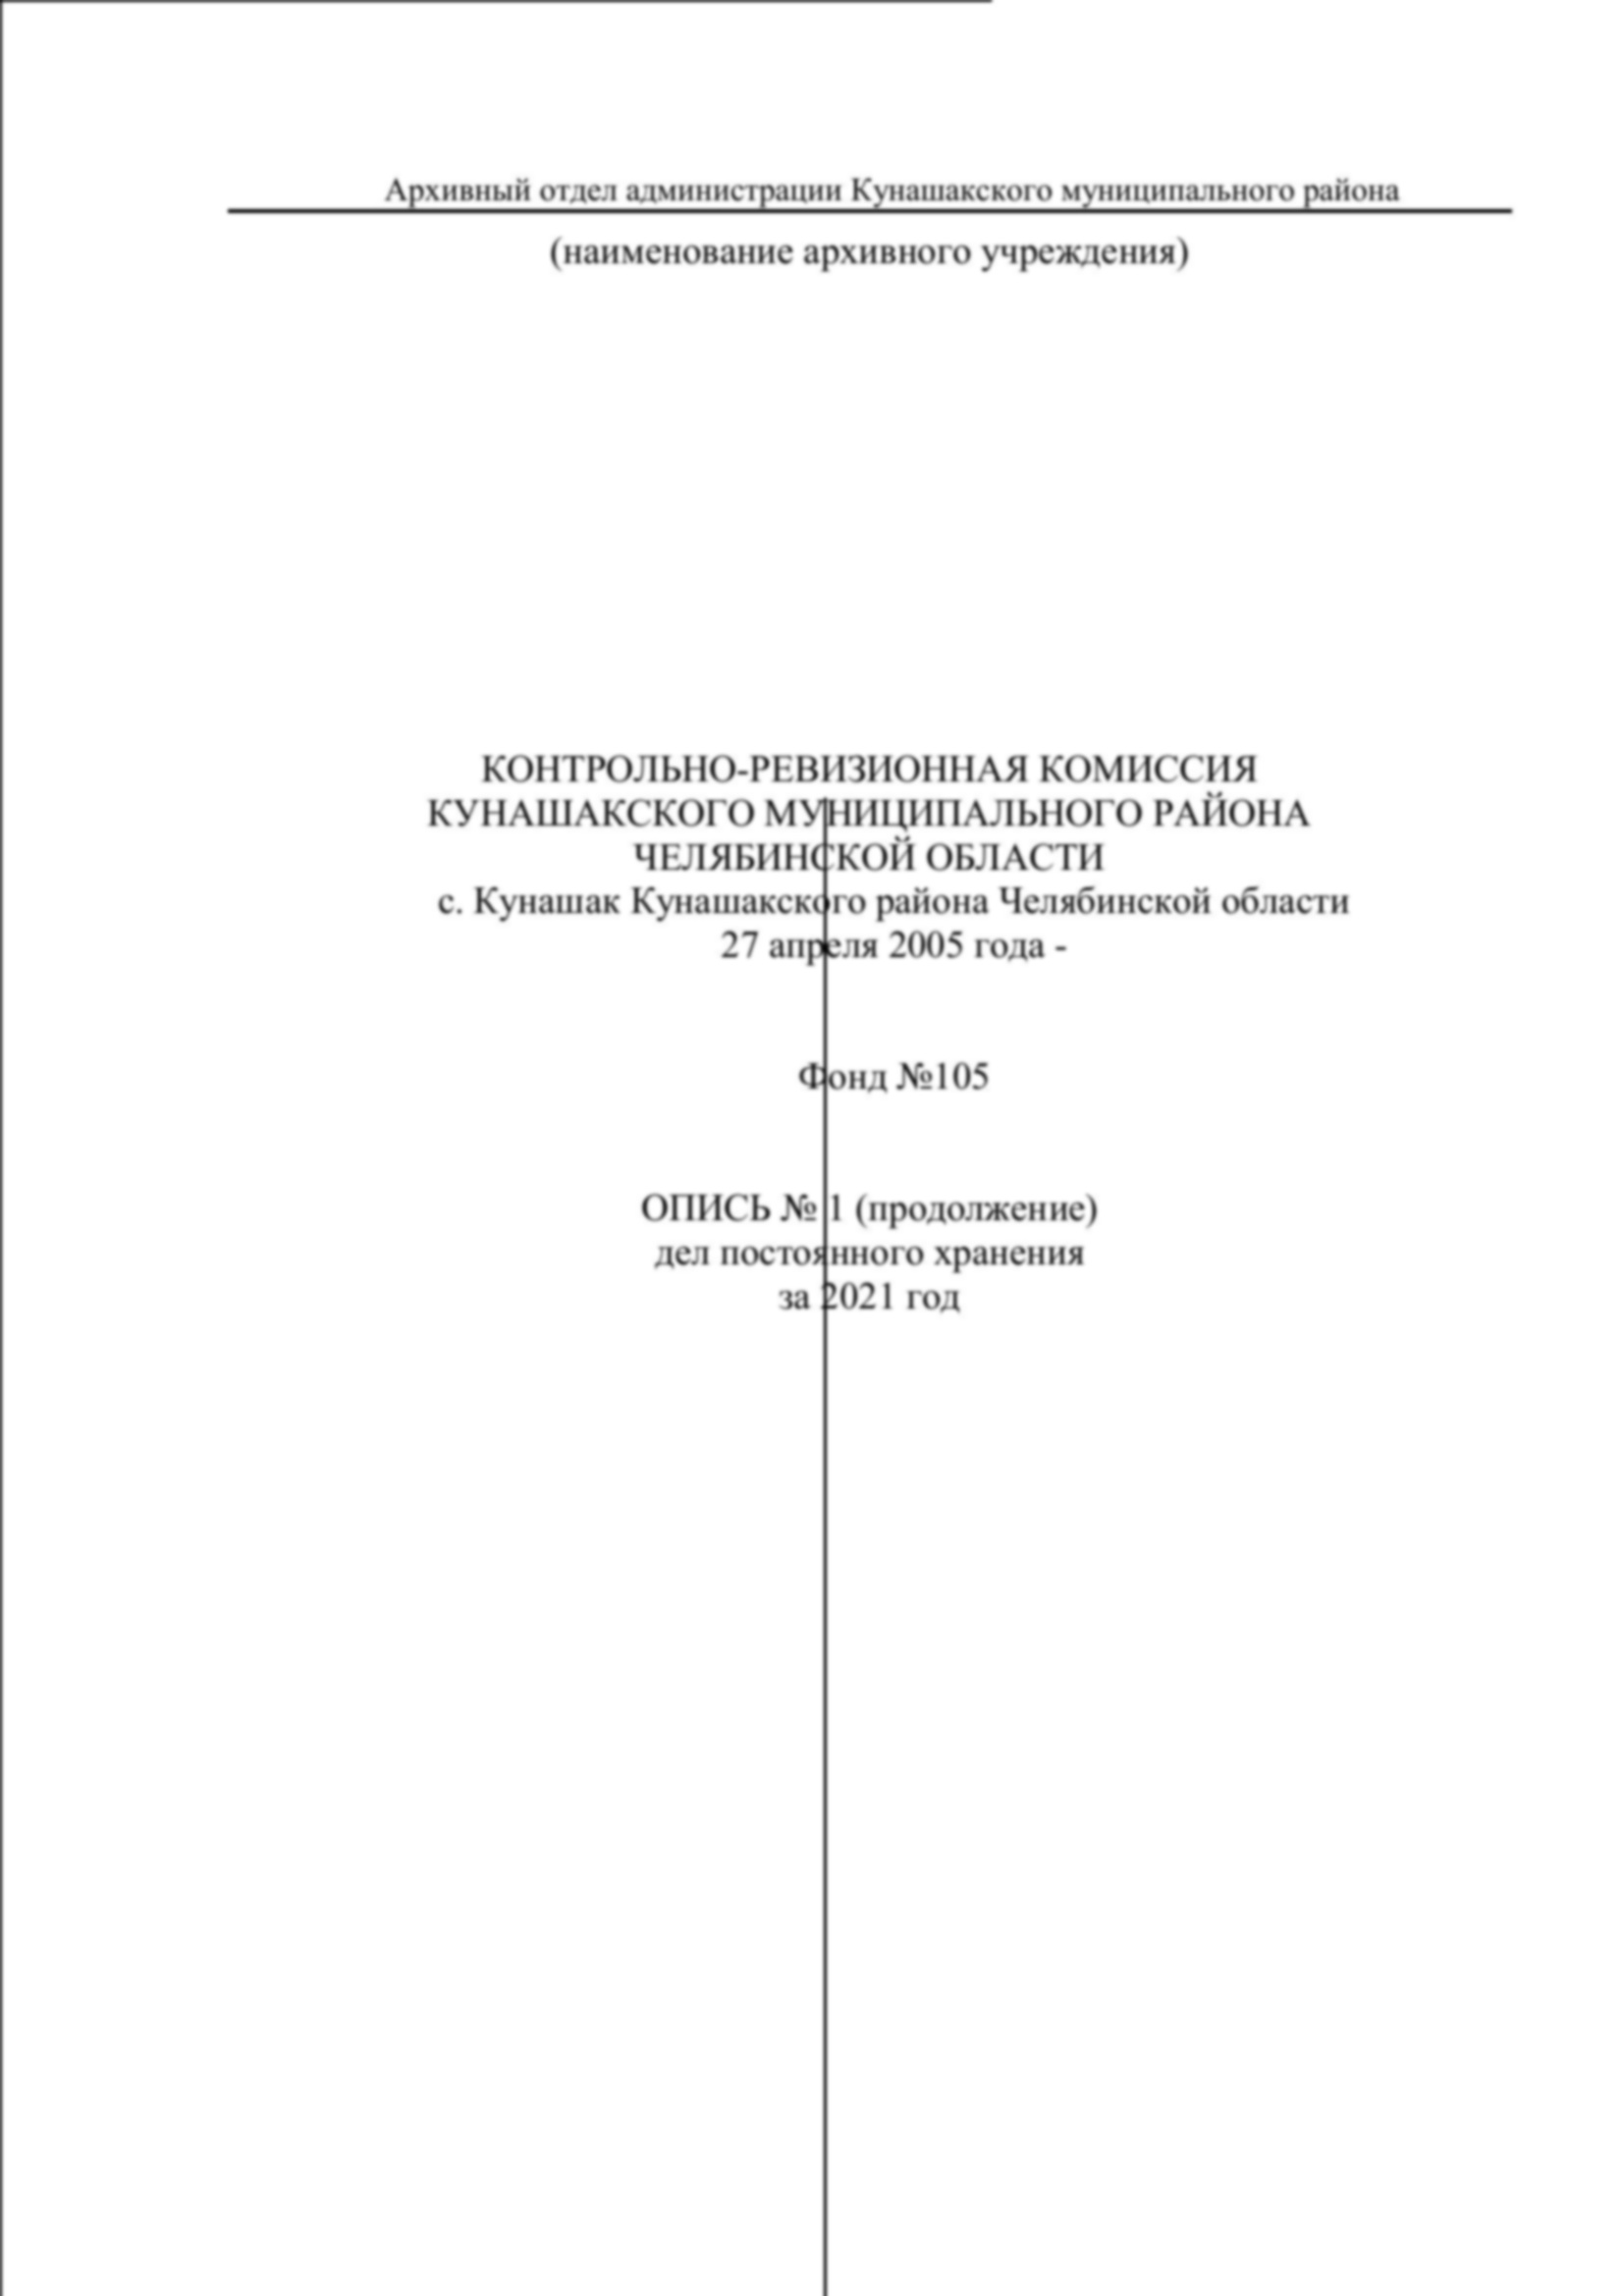 Архивный отдел администрации Кунашакского муниципального района
(наименование архивного учреждения)
КОНТРОЛЬНО-РЕВИЗИОННАЯ КОМИССИЯ
КУНАШАКСКОГО МУНИЦИПАЛЬНОГО РАЙОНА
ЧЕЛЯБИНСКОЙ ОБЛАСТИ
с. Кунашак Кунашакского района Челябинской области
27 апреля 2005 года -
Фонд №105
ОПИСЬ № 1 (продолжение)
дел постоянного хранения
за 2021 год